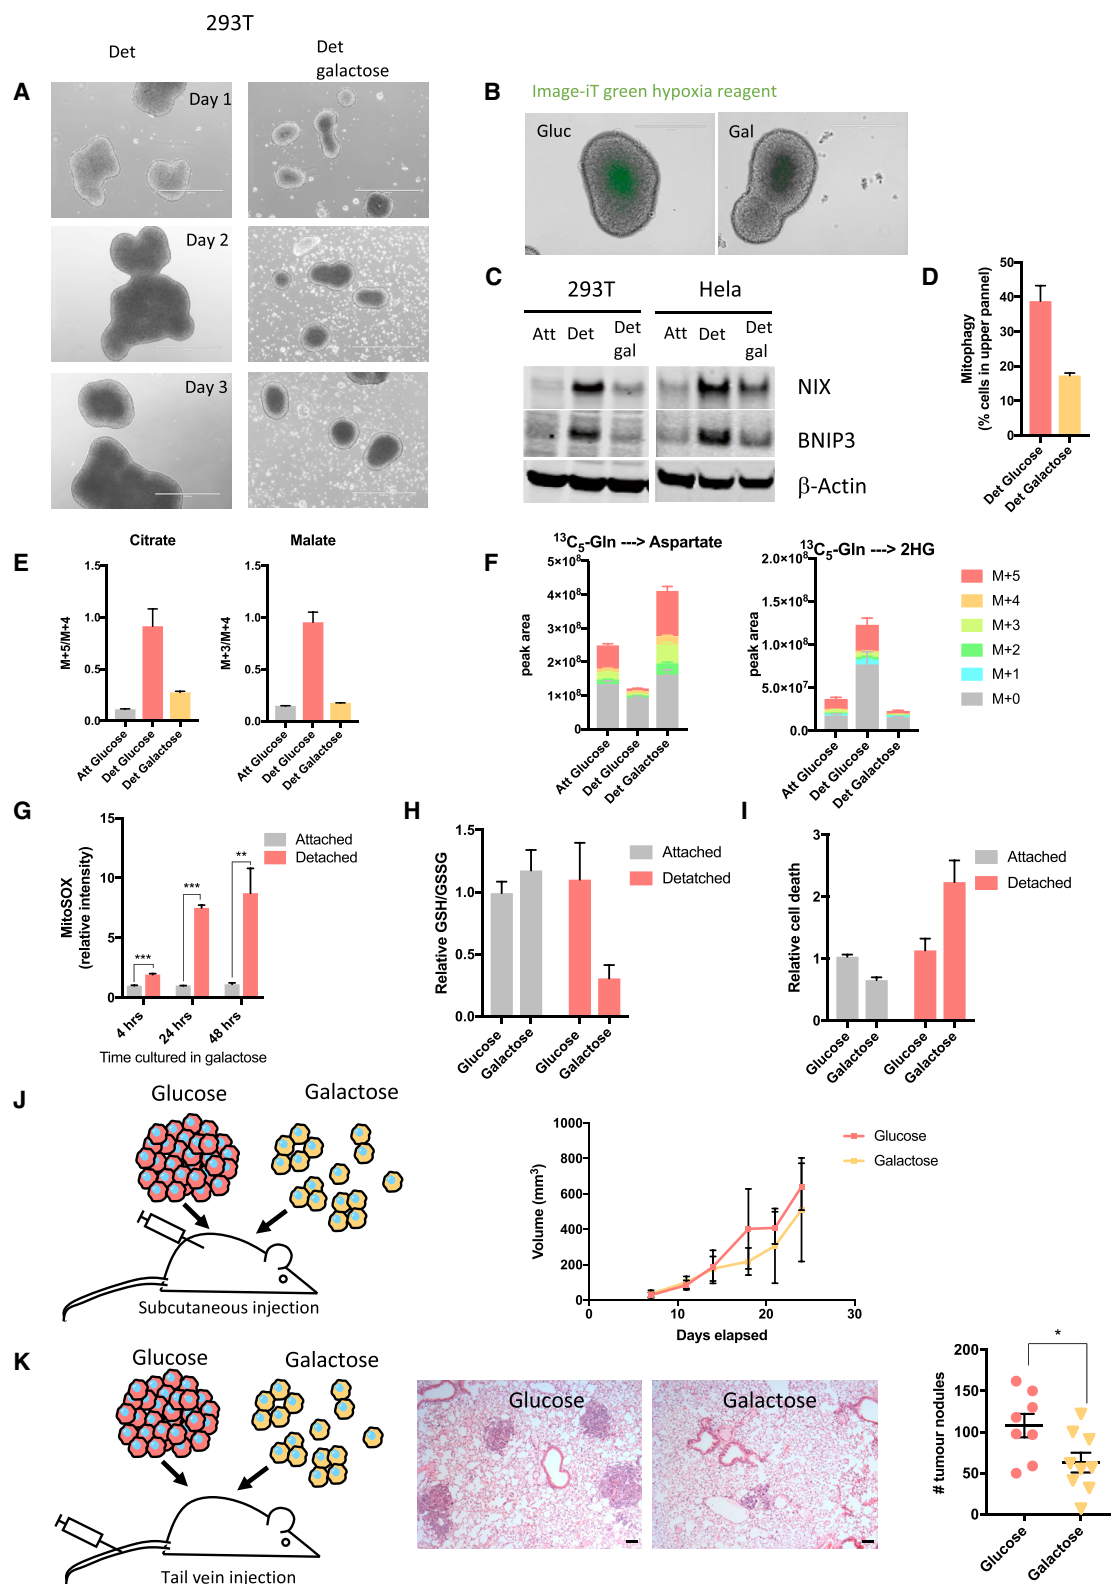 293T
Det
Det
galactose
A
Day 1
Day 2
Day 3
B
Image-iT green hypoxia reagent
Gluc
Gal
C
293T
Hela
Att
Det
Det
gal
Att
Det
Det
gal
NIX
BNIP3
β-Actin
D
Mitophagy
(% cells in upper pannel)
50
40
30
20
10
0
Det Glucose
Det Galactose
E
Citrate
M+5/M+4
1.5
1.0
0.5
0.0
Att Glucose
Det Glucose
Det Galactose
Malate
M+3/M+4
1.5
1.0
0.5
0.0
Att Glucose
Det Glucose
Det Galactose
F
¹³C₅-Gln ---> Aspartate
peak area
5×10⁸
4×10⁸
3×10⁸
2×10⁸
1×10⁸
0
Att Glucose
Det Glucose
Det Galactose
¹³C₅-Gln ---> 2HG
peak area
2.0×10⁸
1.5×10⁸
1.0×10⁸
5.0×10⁷
0.0
Att Glucose
Det Glucose
Det Galactose
M+5
M+4
M+3
M+2
M+1
M+0
G
MitoSOX
(relative intensity)
15
10
5
0
***
***
**
4 hrs
24 hrs
48 hrs
Time cultured in galactose
Attached
Detached
H
Relative GSH/GSSG
1.5
1.0
0.5
0.0
Glucose
Galactose
Glucose
Galactose
Attached
Detatched
I
Relative cell death
3
2
1
0
Glucose
Galactose
Glucose
Galactose
Attached
Detached
J
Glucose
Galactose
Subcutaneous injection
Volume (mm³)
1000
800
600
400
200
0
0
10
20
30
Days elapsed
Glucose
Galactose
K
Glucose
Galactose
Tail vein injection
Glucose
Galactose
# tumour nodules
200
150
100
50
0
*
Glucose
Galactose